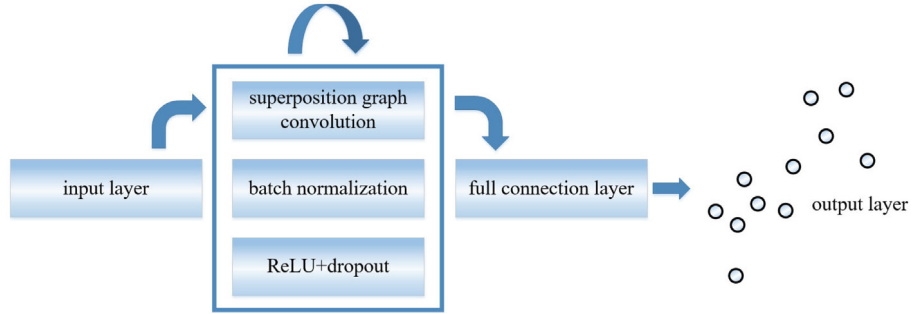 input layer
superposition graph
convolution
batch normalization
ReLU+dropout
full connection layer
output layer